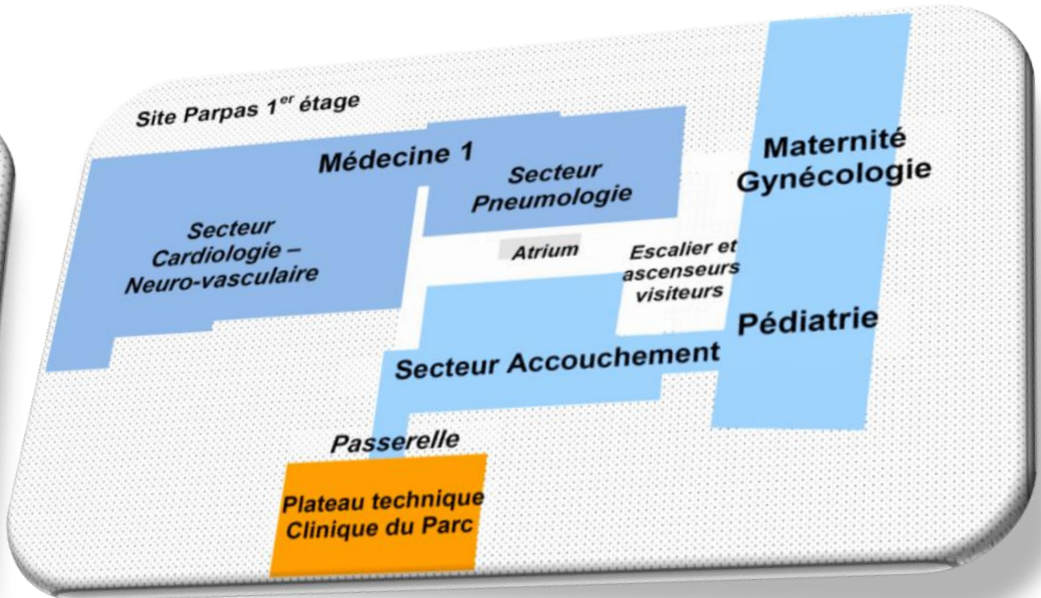 Site Parpas 1er étage
Médecine 1
Secteur
Cardiologie –
Neuro-vasculaire
Secteur
Pneumologie
Atrium
Escalier et
ascenseurs
visiteurs
Maternité
Gynécologie
Pédiatrie
Secteur Accouchement
Passerelle
Plateau technique
Clinique du Parc